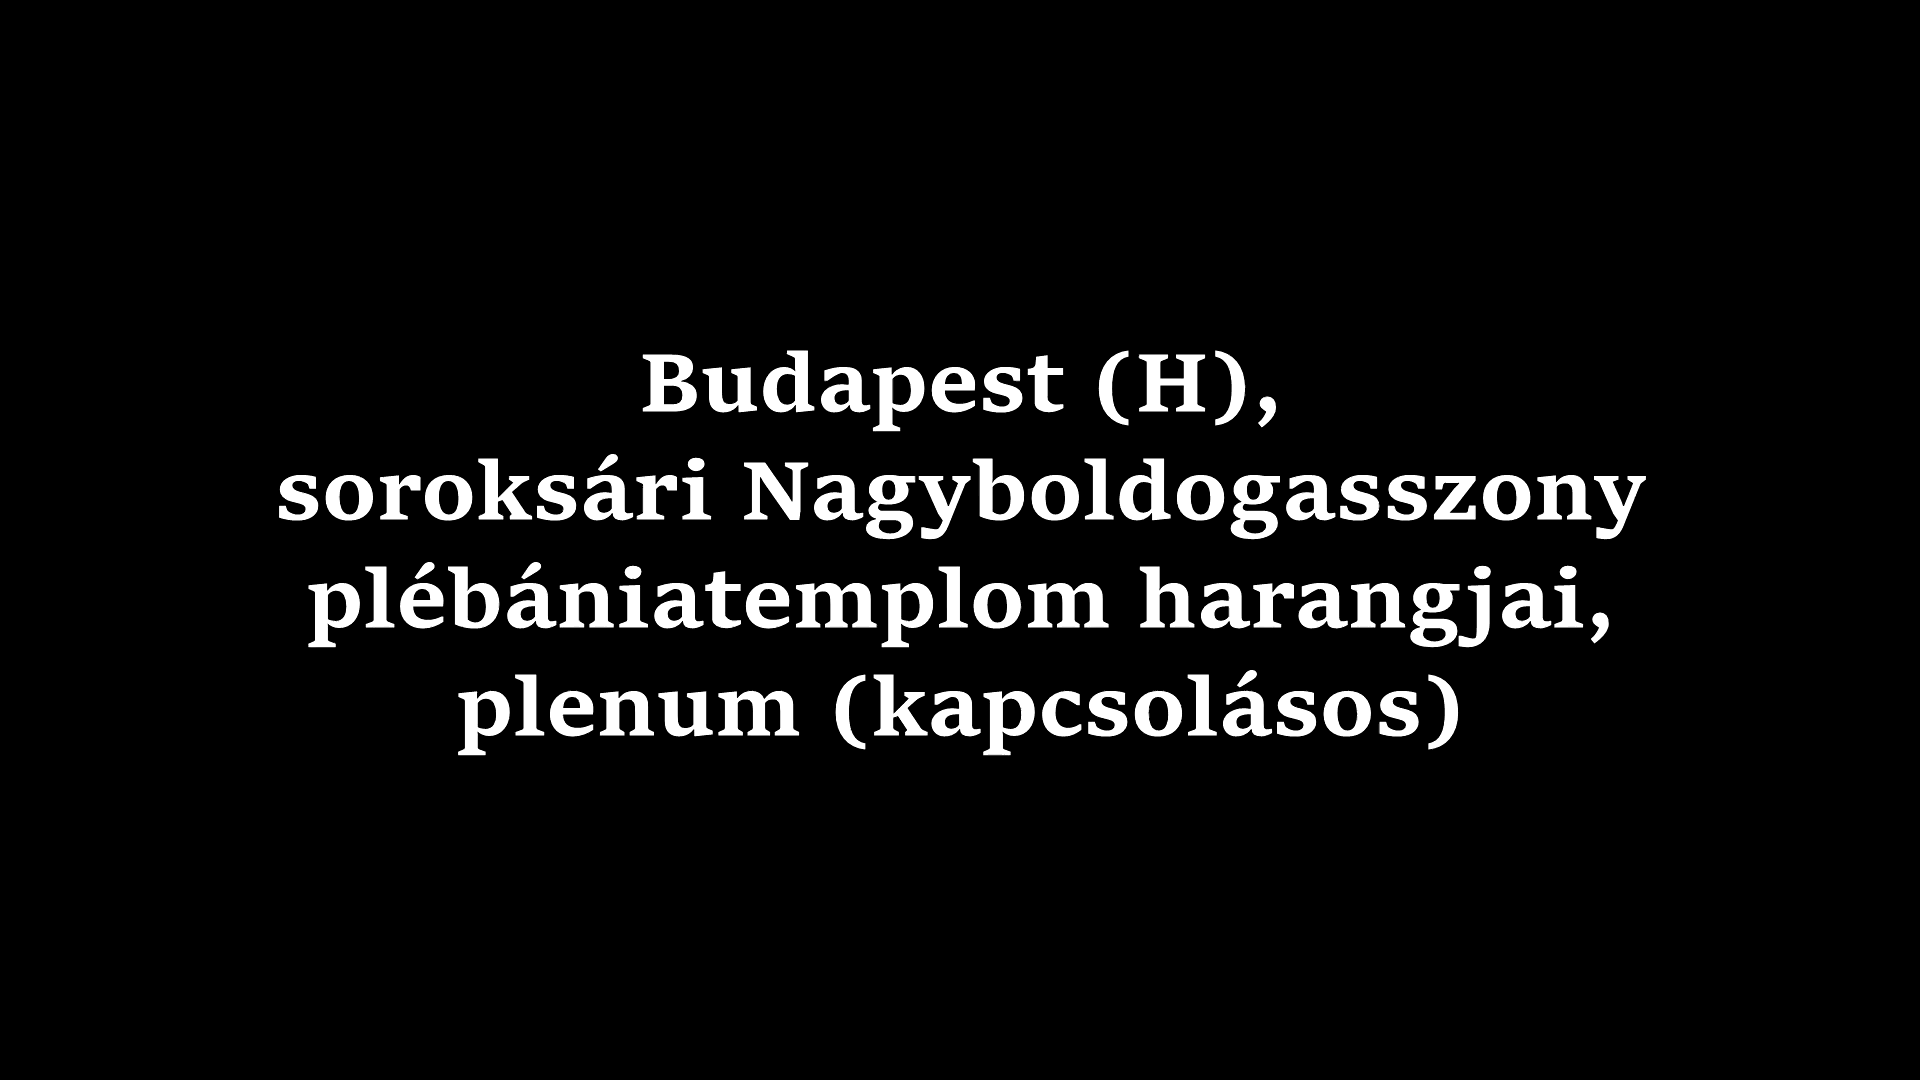 Budapest (H),
soroksári Nagyboldogasszony
plébániatemplom harangjai,
plenum (kapcsolásos)